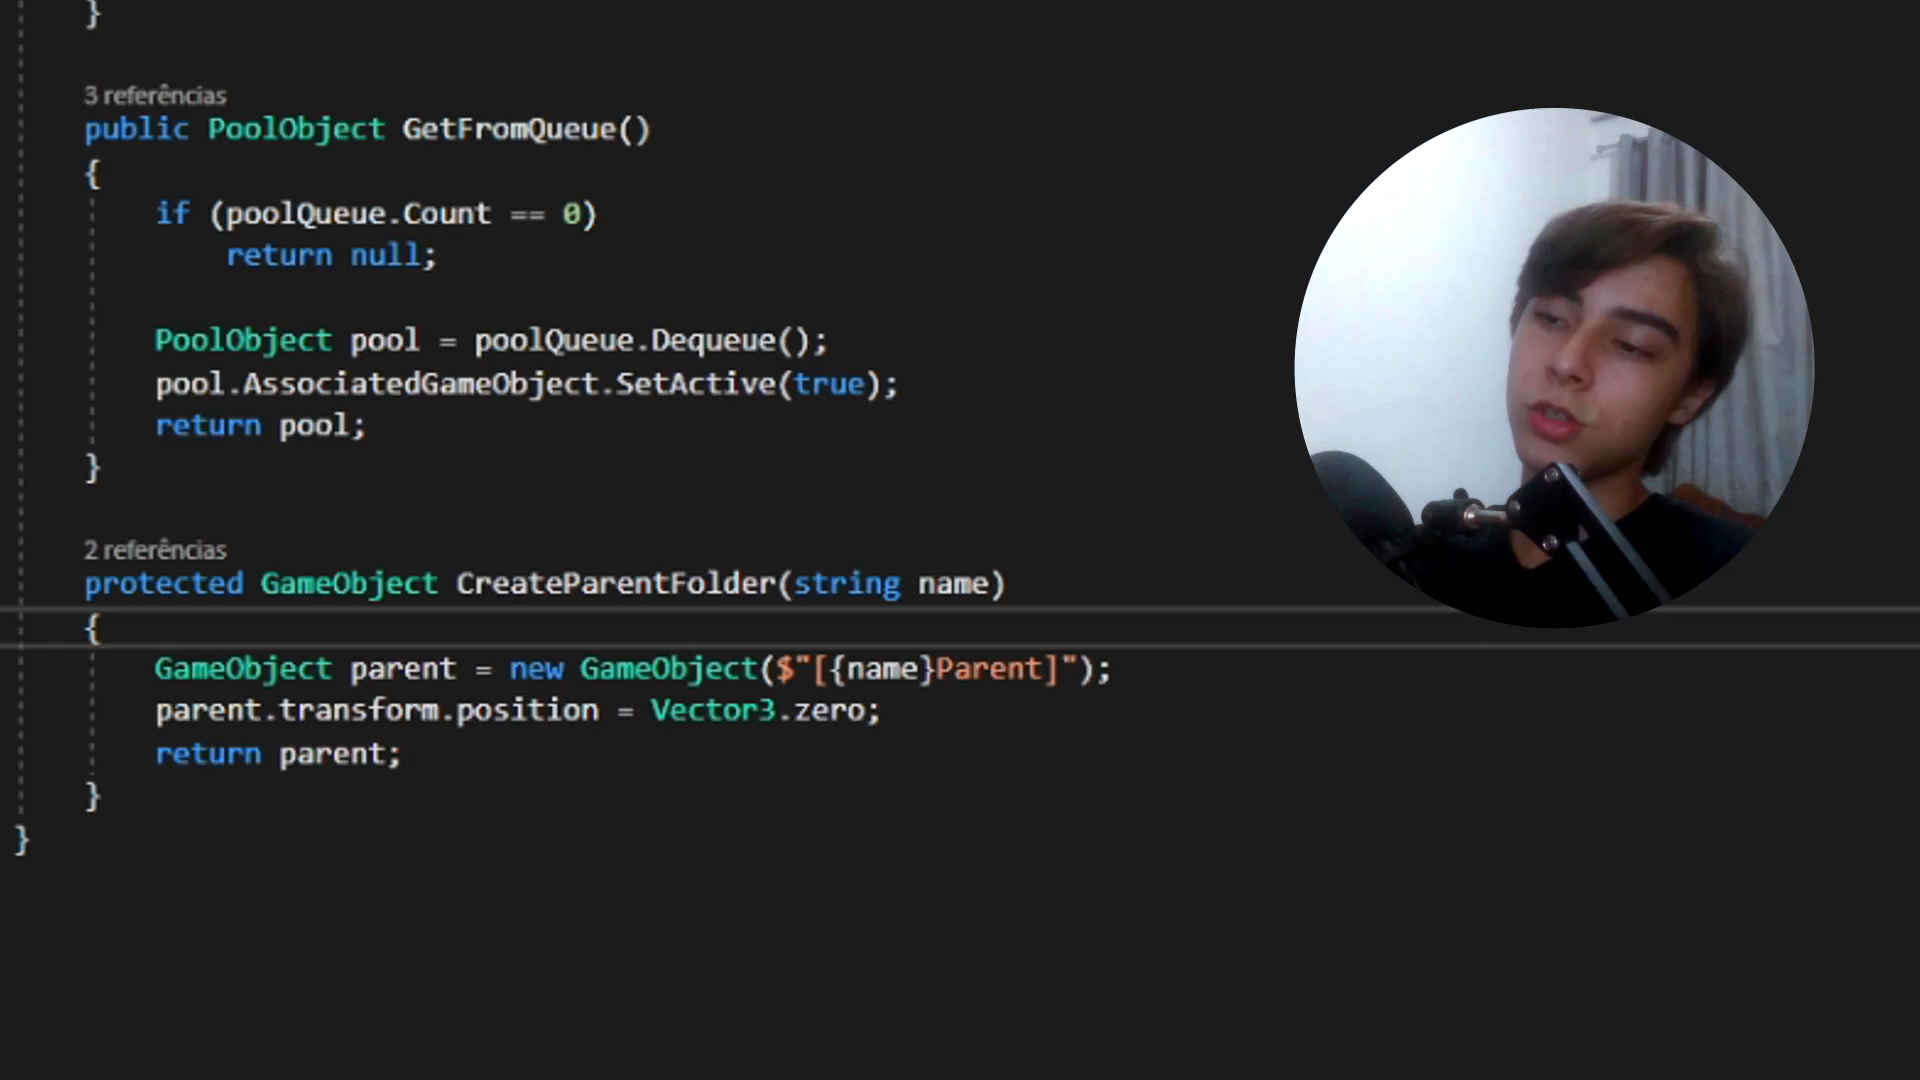 }
3 referências
public PoolObject GetFromQueue()
{
if (poolQueue.Count == 0)
return null;
PoolObject pool = poolQueue.Dequeue();
pool.AssociatedGameObject.SetActive(true);
return pool;
}
2 referências
protected GameObject CreateParentFolder(string name)
{
GameObject parent = new GameObject($"[{name}Parent]");
parent.transform.position = Vector3.zero;
return parent;
}
}